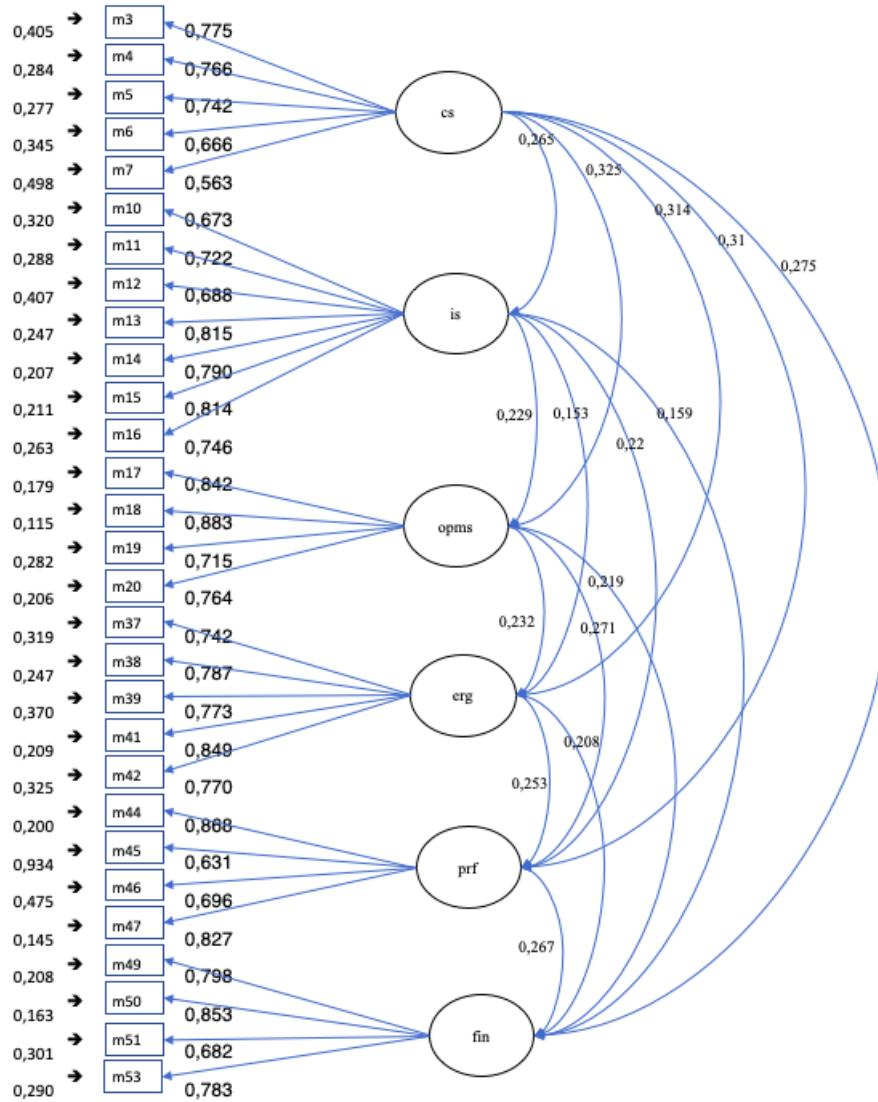 0,405 ➔ m3 0,775
0,284 ➔ m4 0,766
0,277 ➔ m5 0,742
0,345 ➔ m6 0,666
0,498 ➔ m7 0,563
0,320 ➔ m10 0,673
0,288 ➔ m11 0,722
0,407 ➔ m12 0,688
0,247 ➔ m13 0,815
0,207 ➔ m14 0,790
0,211 ➔ m15 0,814
0,263 ➔ m16 0,746
0,179 ➔ m17 0,842
0,115 ➔ m18 0,883
0,282 ➔ m19 0,715
0,206 ➔ m20 0,764
0,319 ➔ m37 0,742
0,247 ➔ m38 0,787
0,370 ➔ m39 0,773
0,209 ➔ m41 0,849
0,325 ➔ m42 0,770
0,200 ➔ m44 0,868
0,934 ➔ m45 0,631
0,475 ➔ m46 0,696
0,145 ➔ m47 0,827
0,208 ➔ m49 0,798
0,163 ➔ m50 0,853
0,301 ➔ m51 0,682
0,290 ➔ m53 0,783
cs
0,265
0,325
0,314
0,31
0,275
is
0,229
0,153
0,22
0,159
opms
0,232
0,271
0,219
erg
0,253
0,208
prf
0,267
fin